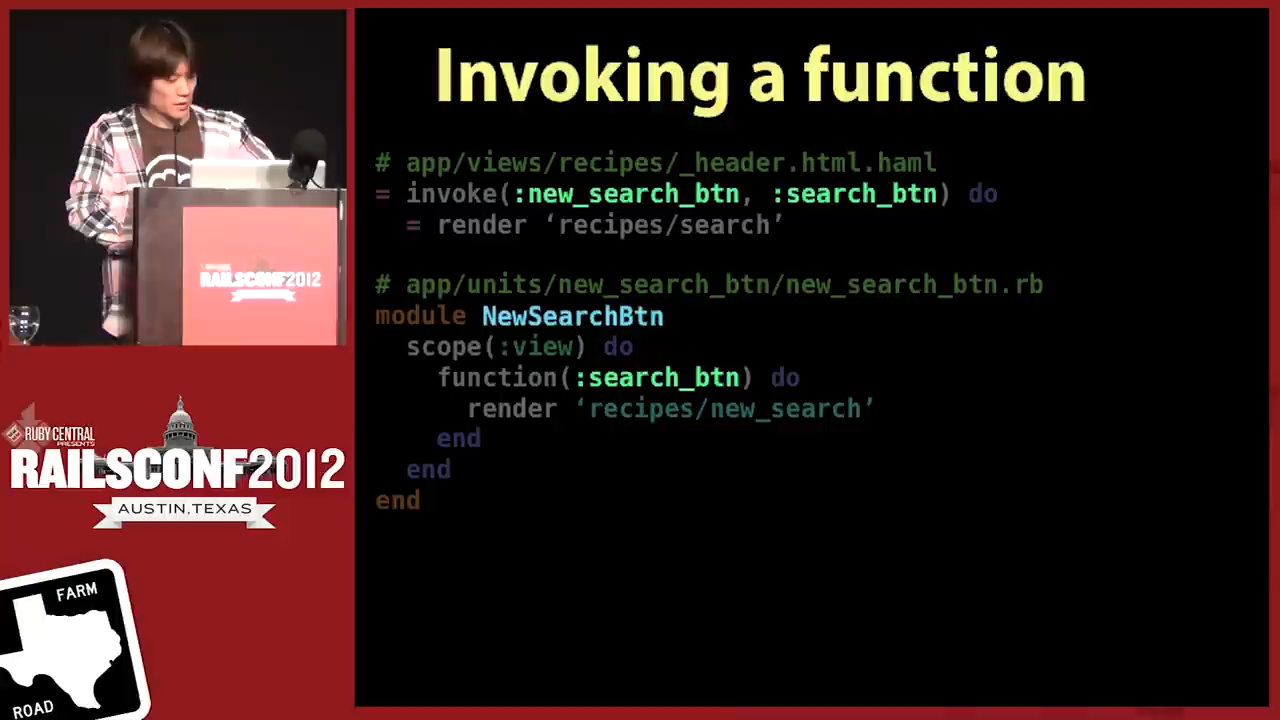 Invoking a function
# app/views/recipes/_header.html.haml
= invoke(:new_search_btn, :search_btn) do
= render ‘recipes/search’
# app/units/new_search_btn/new_search_btn.rb
module NewSearchBtn
scope(:view) do
function(:search_btn) do
render ‘recipes/new_search’
end
end
end
RAILSCONF2012
RUBY CENTRAL
PRESENTS
RAILSCONF2012
AUSTIN, TEXAS
FARM
ROAD